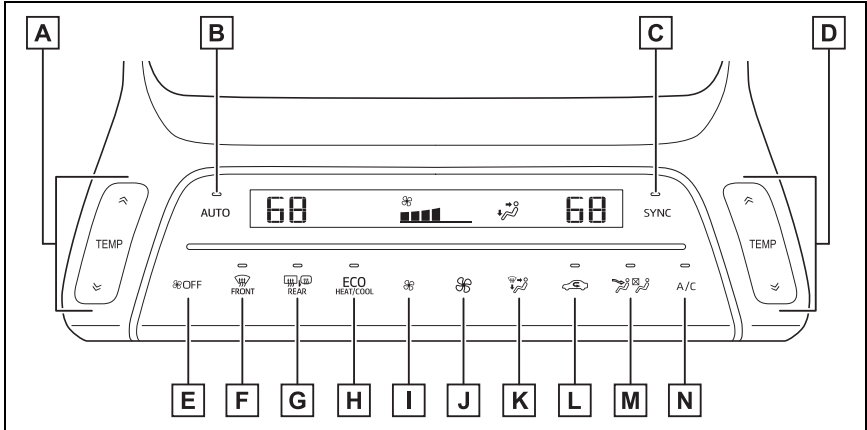 A B C D
AUTO 68 68 SYNC
TEMP TEMP
OFF FRONT REAR ECO HEAT/COOL A/C
E F G H I J K L M N